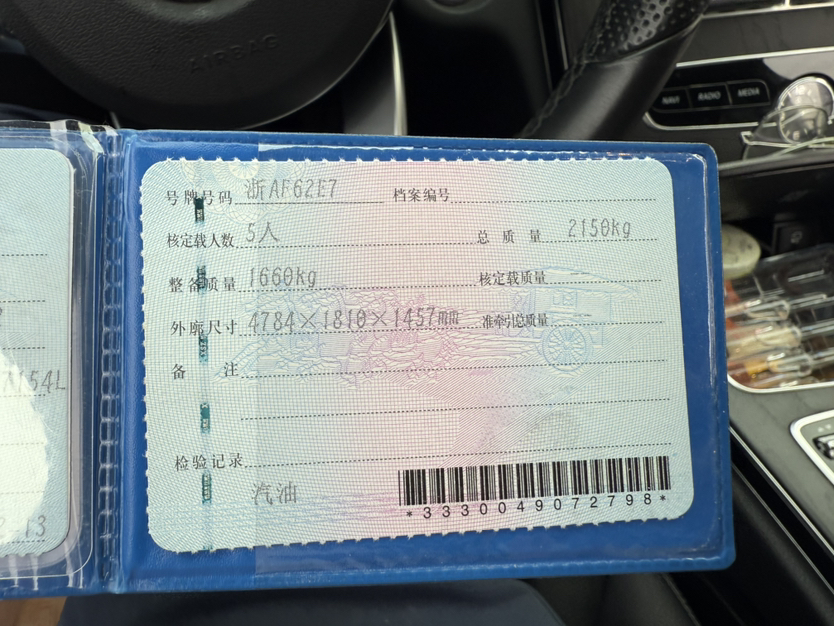 AIRBAG
NAVI RADIO MEDIA
号牌号码 浙AF62E7 档案编号
核定载人数 5人 总质量 2150kg
整备质量 1660kg 核定载质量
外廓尺寸 4784×1810×1457mm 准牵引总质量
备注
检验记录
汽油
*3330049072798*
154L
13